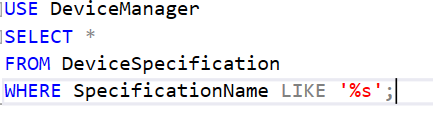 USE DeviceManager
SELECT *
FROM DeviceSpecification
WHERE SpecificationName LIKE '%s';